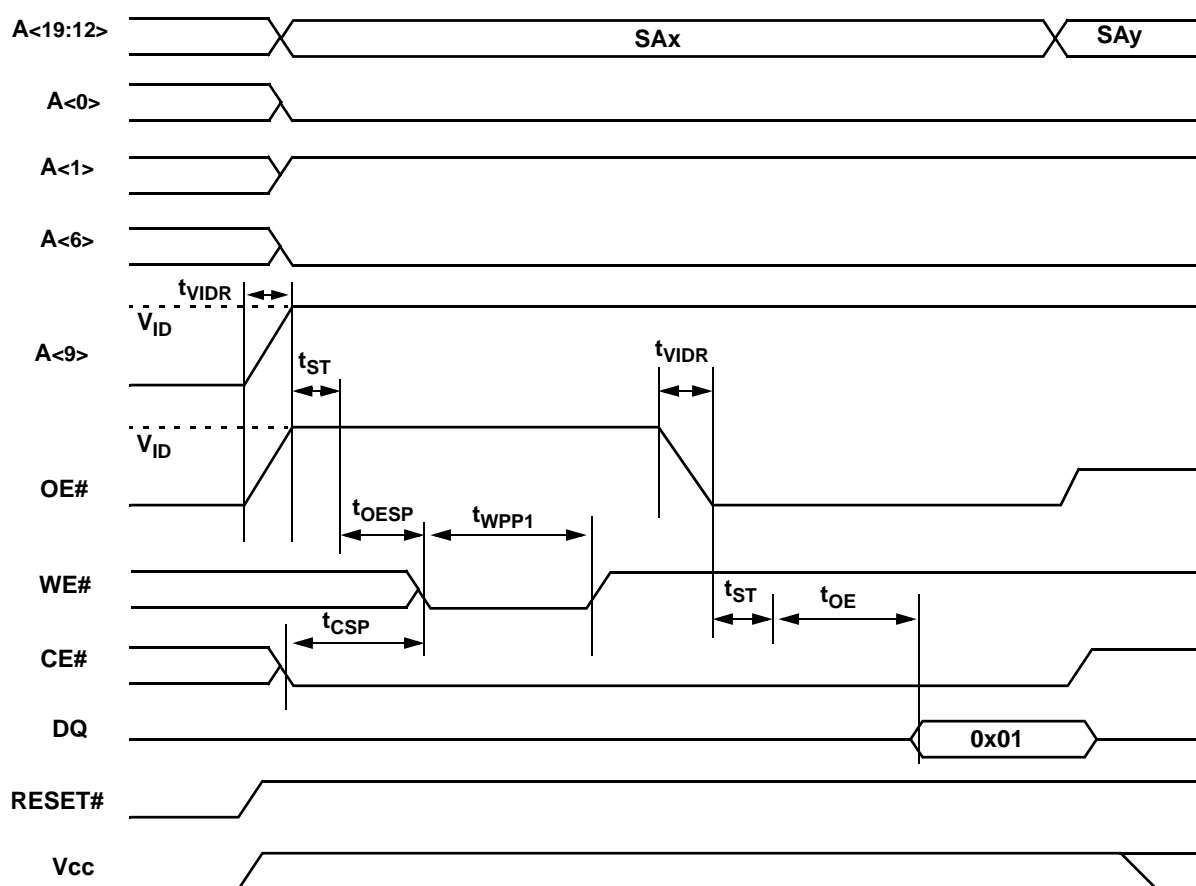 A<19:12> SAx SAy
A<0>
A<1>
A<6>
tVIDR
VID
A<9> tST tVIDR
VID
OE#
tOESP tWPP1
WE#
tST tOE
tCSP
CE#
DQ 0x01
RESET#
Vcc